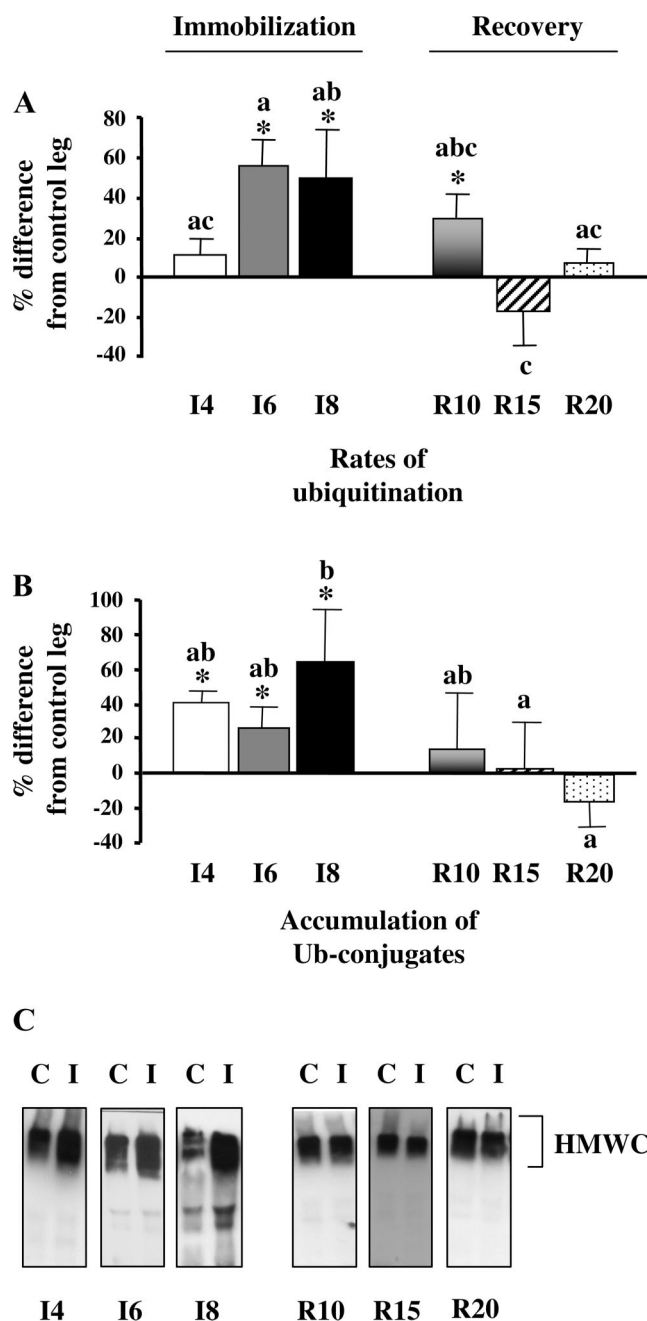 Immobilization Recovery
A
% difference
from control leg
80
60
40
20
0
-20
-40
ac
a
*
ab
*
abc
*
c
ac
I4 I6 I8 R10 R15 R20
Rates of
ubiquitination
B
% difference
from control leg
100
80
60
40
20
0
-20
-40
ab
*
ab
*
b
*
ab
a
a
I4 I6 I8 R10 R15 R20
Accumulation of
Ub-conjugates
C
C I C I C I C I C I C I
HMWC
I4 I6 I8 R10 R15 R20